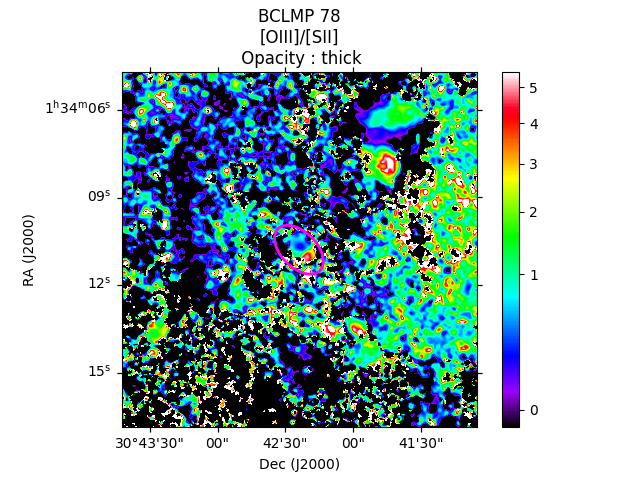 BCLMP 78
[OIII]/[SII]
Opacity : thick
1ʰ34ᵐ06ˢ
09ˢ
12ˢ
15ˢ
RA (J2000)
30°43'30" 00" 42'30" 00" 41'30"
Dec (J2000)
5
4
3
2
1
0